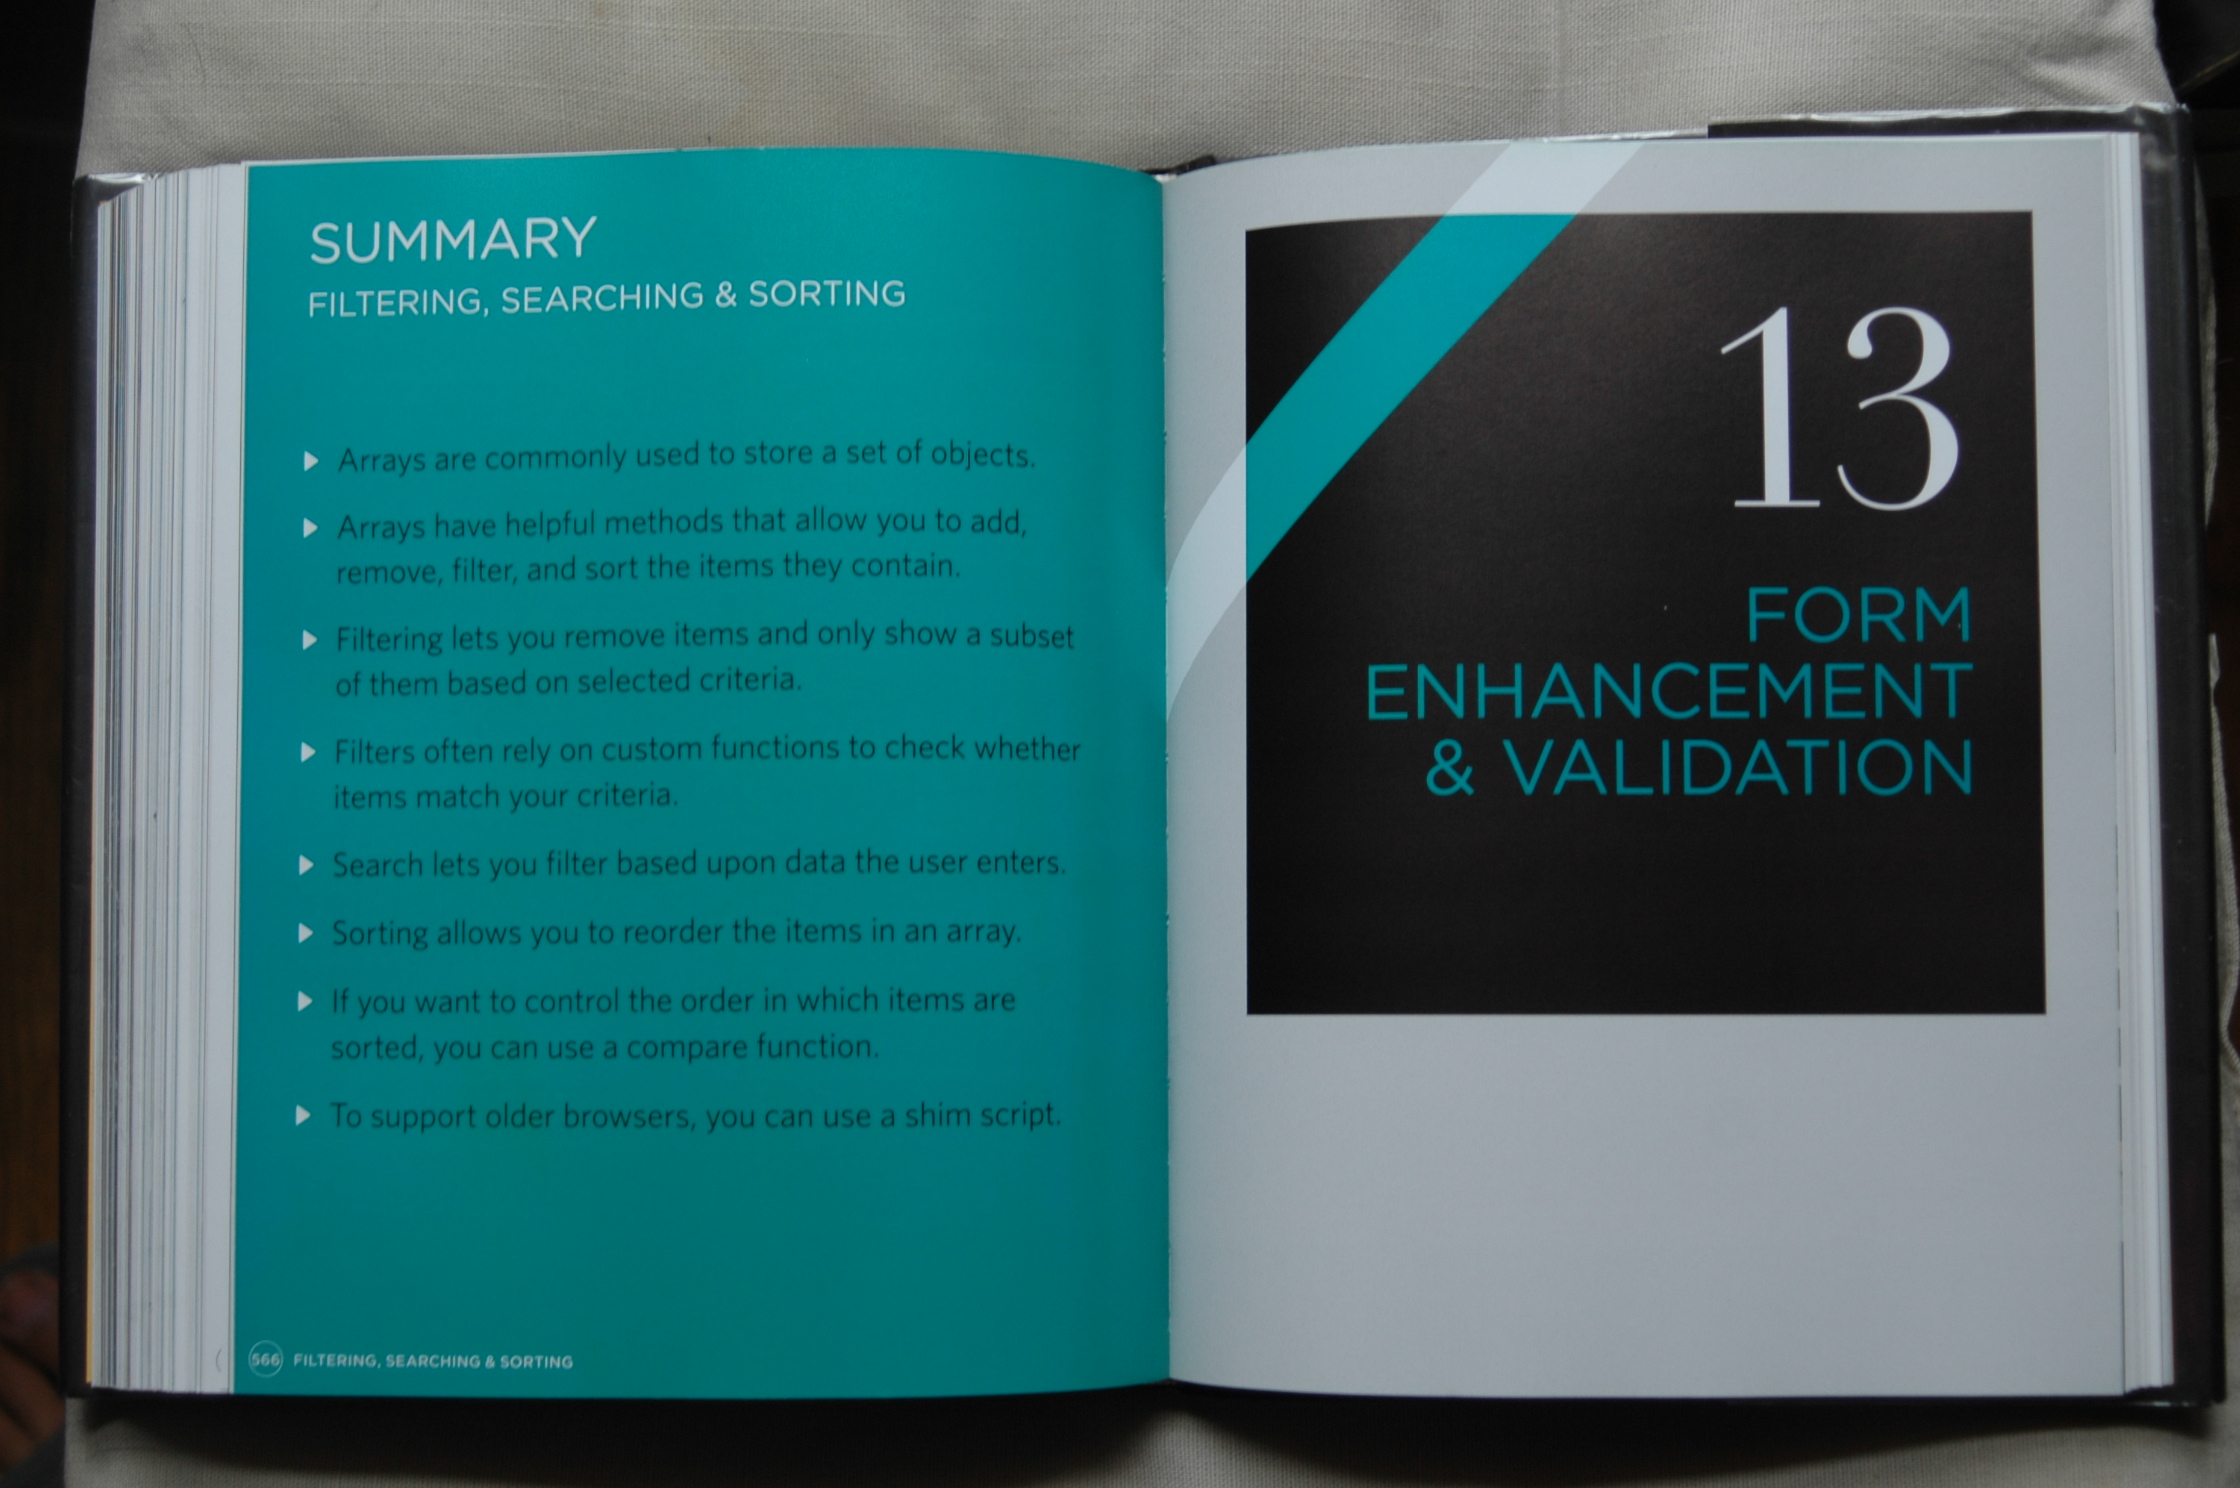 SUMMARY
FILTERING, SEARCHING & SORTING
Arrays are commonly used to store a set of objects.
Arrays have helpful methods that allow you to add,
remove, filter, and sort the items they contain.
Filtering lets you remove items and only show a subset
of them based on selected criteria.
Filters often rely on custom functions to check whether
items match your criteria.
Search lets you filter based upon data the user enters.
Sorting allows you to reorder the items in an array.
If you want to control the order in which items are
sorted, you can use a compare function.
To support older browsers, you can use a shim script.
566 FILTERING, SEARCHING & SORTING
13
FORM
ENHANCEMENT
& VALIDATION